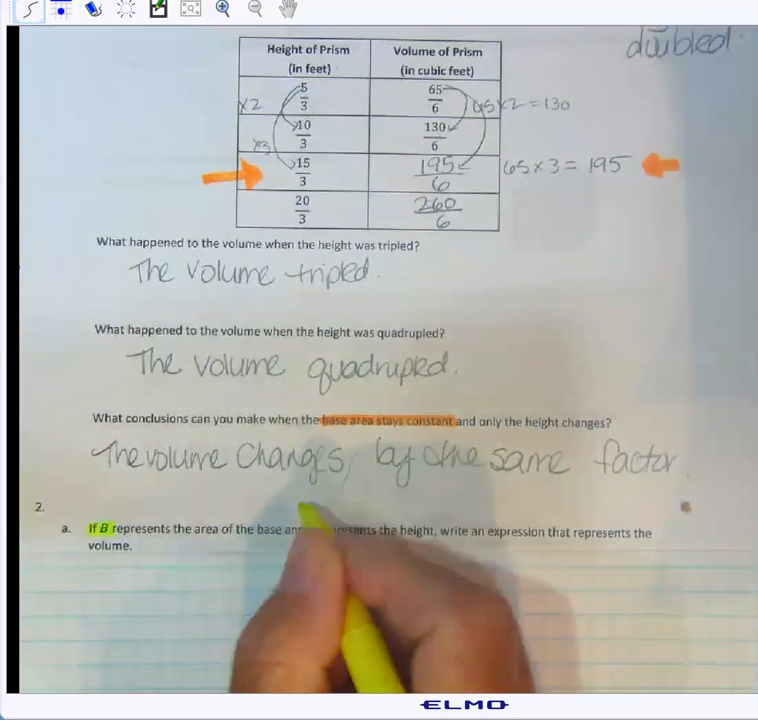 doubled.
Height of Prism Volume of Prism
(in feet) (in cubic feet)
x2 5/3 65/6 65x2=130
x3 10/3 130/6
15/3 195/6 65x3=195
20/3 260/6
What happened to the volume when the height was tripled?
The volume tripled.
What happened to the volume when the height was quadrupled?
The volume quadrupled.
What conclusions can you make when the base area stays constant and only the height changes?
The volume changes, by the same factor.
2.
a. If B represents the area of the base and the height, write an expression that represents the
volume.
ELMO